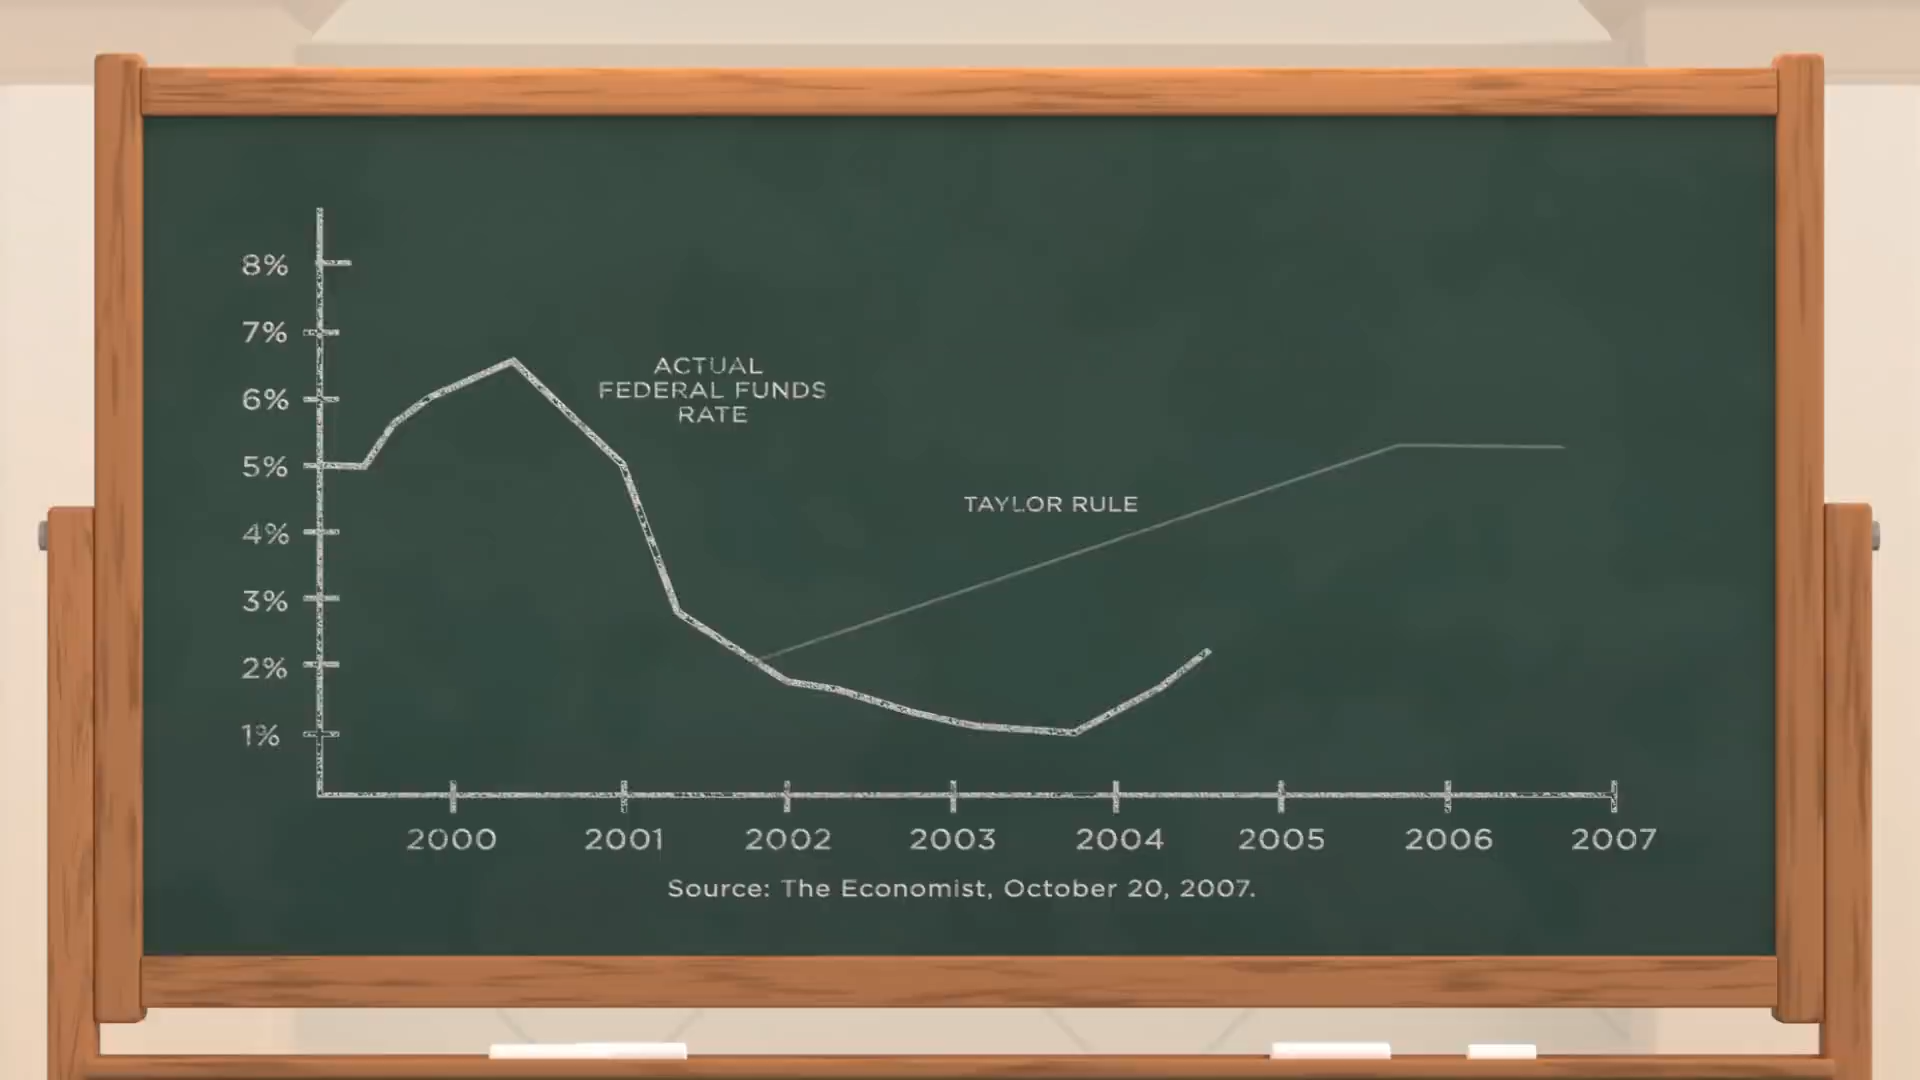 8%
7%
6%
5%
4%
3%
2%
1%
ACTUAL
FEDERAL FUNDS
RATE
TAYLOR RULE
2000 2001 2002 2003 2004 2005 2006 2007
Source: The Economist, October 20, 2007.